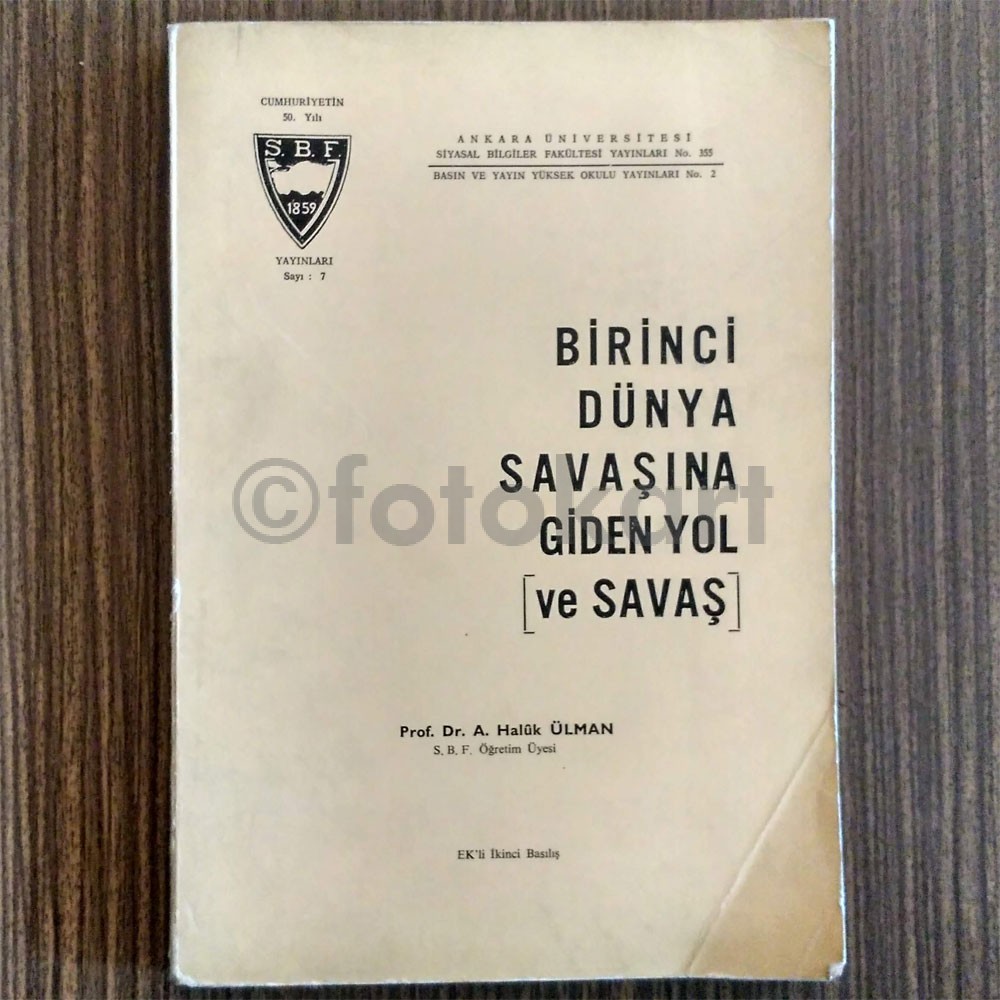 CUMHURİYETİN
50. Yılı
S. B. F.
1859
YAYINLARI
Sayı : 7
ANKARA ÜNİVERSİTESİ
SİYASAL BİLGİLER FAKÜLTESİ YAYINLARI No. 355
BASIN VE YAYIN YÜKSEK OKULU YAYINLARI No. 2
BİRİNCİ
DÜNYA
SAVAŞINA
GİDEN YOL
[ve SAVAŞ]
©fotokart
Prof. Dr. A. Halûk ÜLMAN
S. B. F. Öğretim Üyesi
EK'li İkinci Basılış